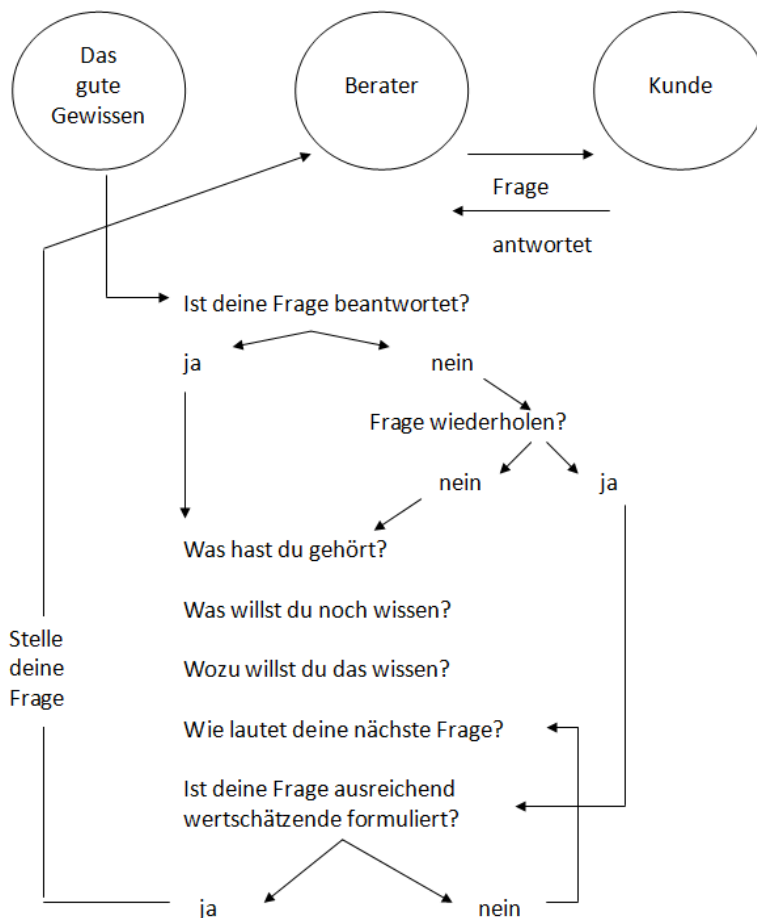 Das
gute
Gewissen
Berater
Kunde
Frage
antwortet
Ist deine Frage beantwortet?
ja
nein
Frage wiederholen?
nein
ja
Was hast du gehört?
Was willst du noch wissen?
Stelle
deine
Frage
Wozu willst du das wissen?
Wie lautet deine nächste Frage?
Ist deine Frage ausreichend
wertschätzende formuliert?
ja
nein